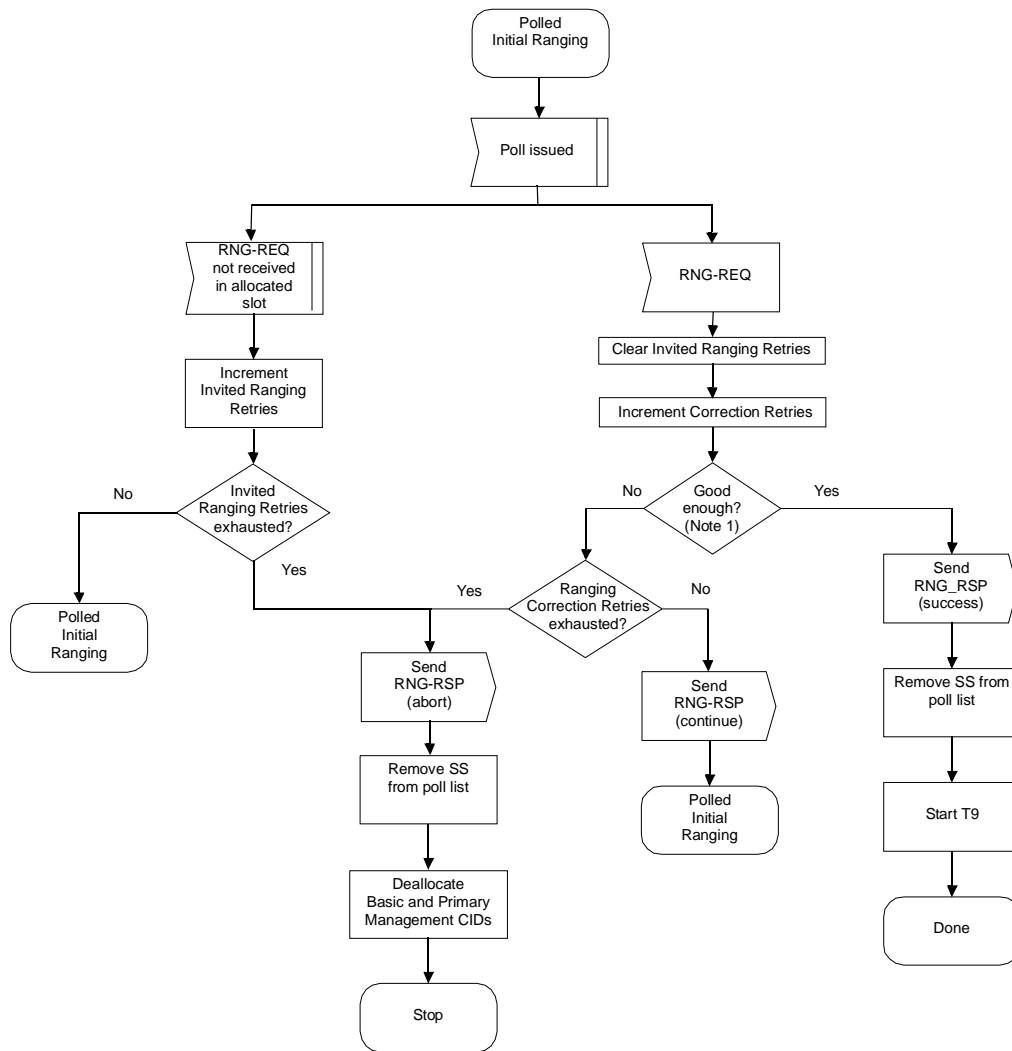 Polled
Initial Ranging
Poll issued
RNG-REQ
not received
in allocated
slot
RNG-REQ
Clear Invited Ranging Retries
Increment
Invited Ranging
Retries
Increment Correction Retries
No
Invited
Ranging Retries
exhausted?
Yes
No
Good
enough?
(Note 1)
Yes
Polled
Initial
Ranging
Yes
Ranging
Correction Retries
exhausted?
No
Send
RNG_RSP
(success)
Send
RNG-RSP
(abort)
Send
RNG-RSP
(continue)
Remove SS from
poll list
Remove SS
from poll list
Polled
Initial
Ranging
Start T9
Deallocate
Basic and Primary
Management CIDs
Done
Stop